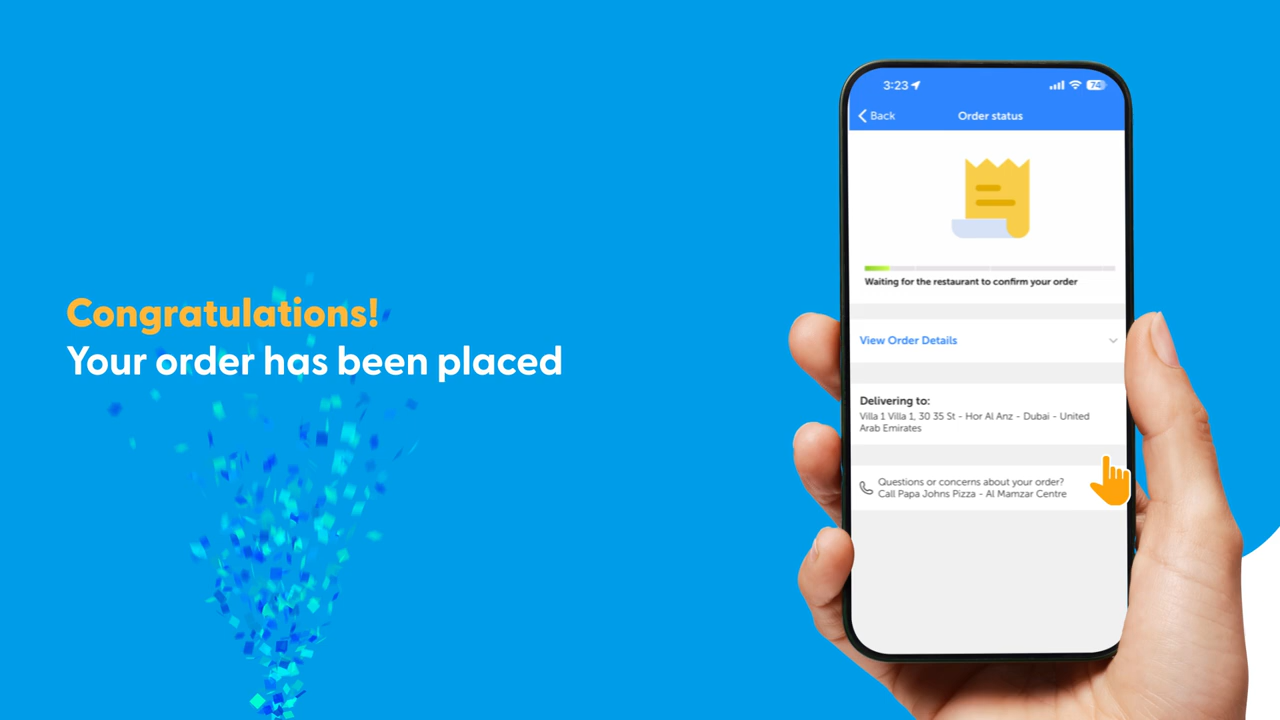 Congratulations!
Your order has been placed
3:23
74
Back
Order status
Waiting for the restaurant to confirm your order
View Order Details
Delivering to:
Villa 1 Villa 1, 30 35 St - Hor Al Anz - Dubai - United
Arab Emirates
Questions or concerns about your order?
Call Papa Johns Pizza - Al Mamzar Centre